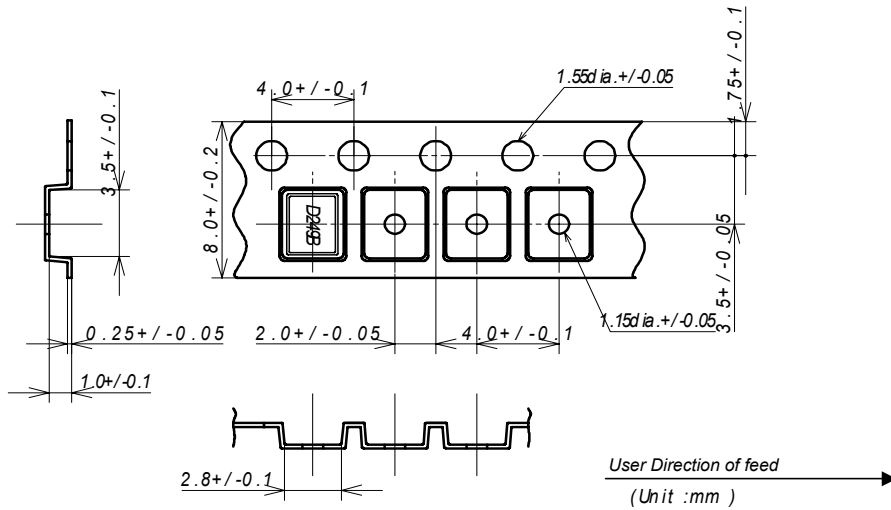 4.0+/-0.1
1.55dia.+/-0.05
1.75+/-0.1
3.5+/-0.1
8.0+/-0.2
D249B
3.5+/-0.05
0.25+/-0.05
2.0+/-0.05
4.0+/-0.1
1.15dia.+/-0.05
1.0+/-0.1
2.8+/-0.1
User Direction of feed
(Unit :mm )